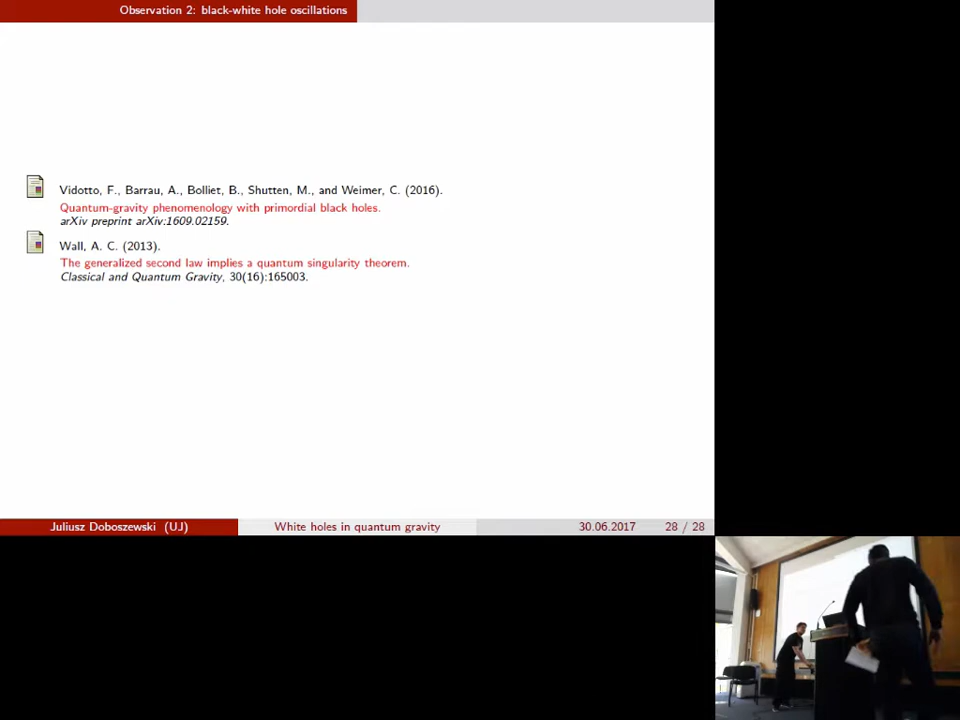 Observation 2: black-white hole oscillations
Vidotto, F., Barrau, A., Bolliet, B., Shutten, M., and Weimer, C. (2016).
Quantum-gravity phenomenology with primordial black holes.
arXiv preprint arXiv:1609.02159.
Wall, A. C. (2013).
The generalized second law implies a quantum singularity theorem.
Classical and Quantum Gravity, 30(16):165003.
Juliusz Doboszewski (UJ) White holes in quantum gravity 30.06.2017 28 / 28